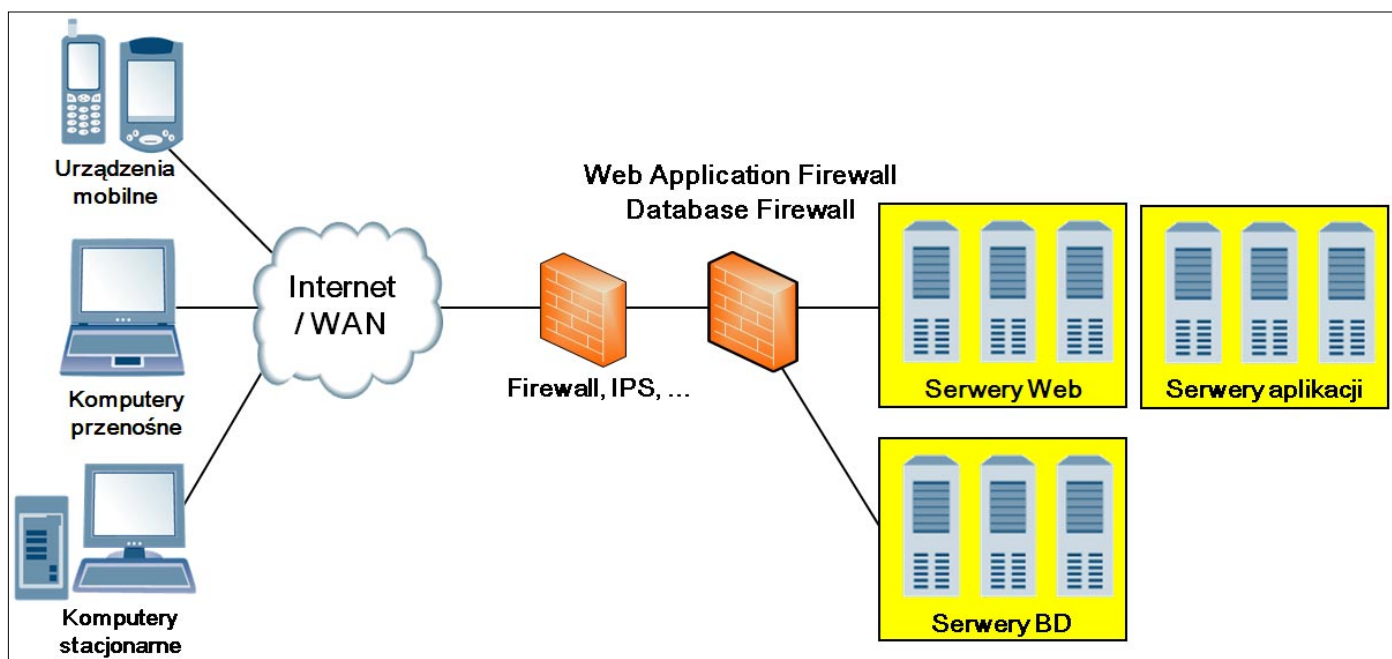 Urządzenia
mobilne
Komputery
przenośne
Komputery
stacjonarne
Internet
/ WAN
Firewall, IPS, ...
Web Application Firewall
Database Firewall
Serwery Web
Serwery aplikacji
Serwery BD